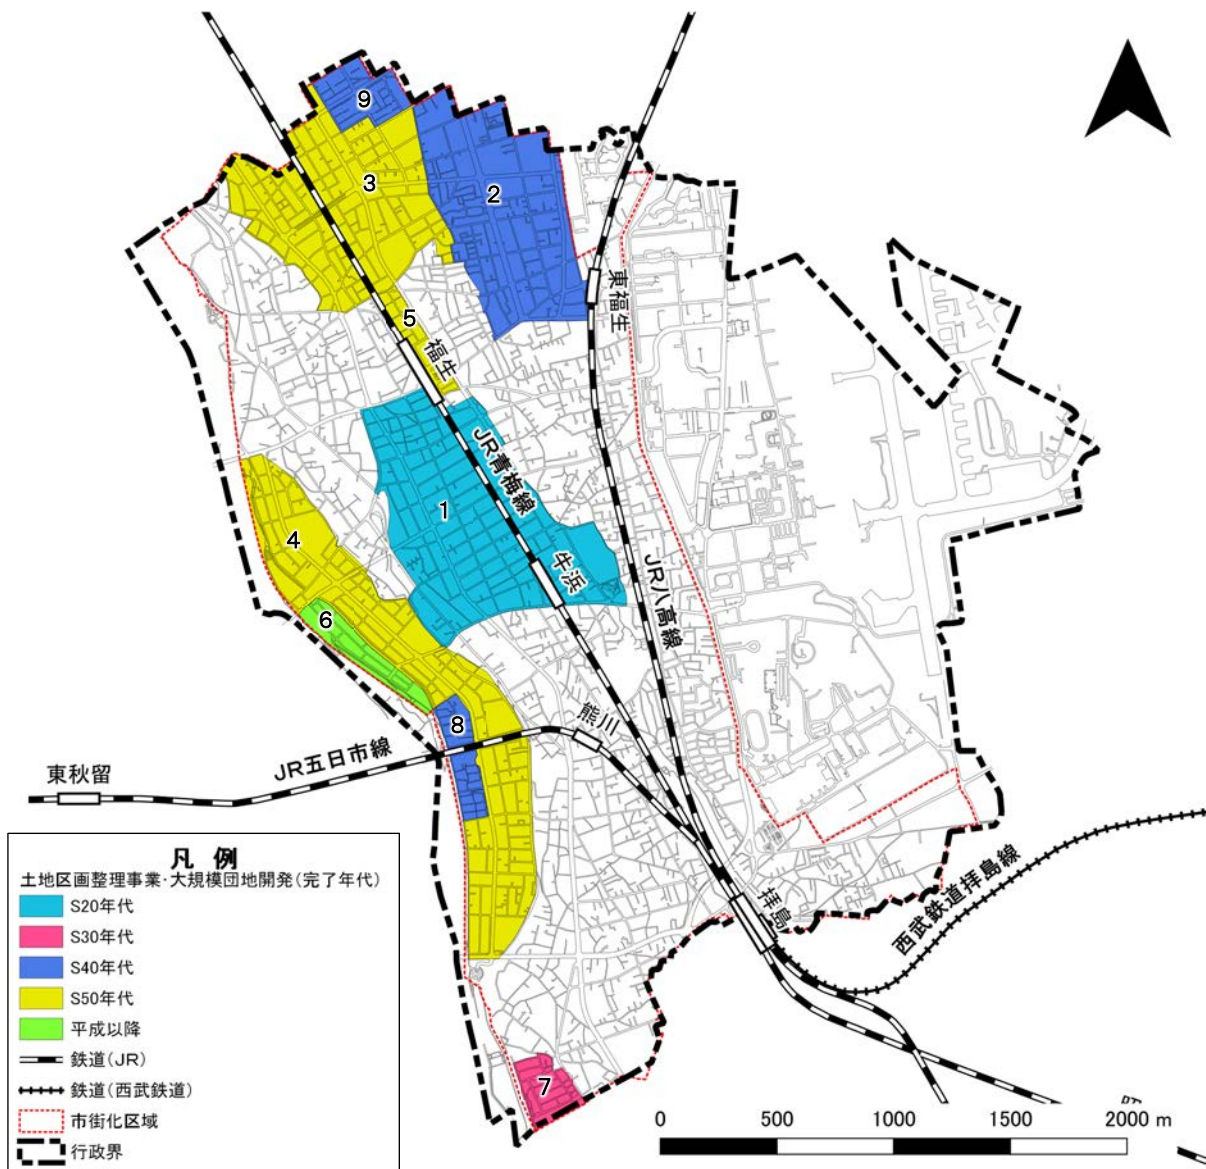 9
3
2
東福生
5
福生
JR青梅線
1
4
牛浜
JR八高線
6
熊川
8
JR五日市線
東秋留
拝島
西武鉄道拝島線
7
凡 例
土地区画整理事業・大規模団地開発(完了年代)
S20年代
S30年代
S40年代
S50年代
平成以降
鉄道(JR)
鉄道(西武鉄道)
市街化区域
行政界
0 500 1000 1500 2000 m